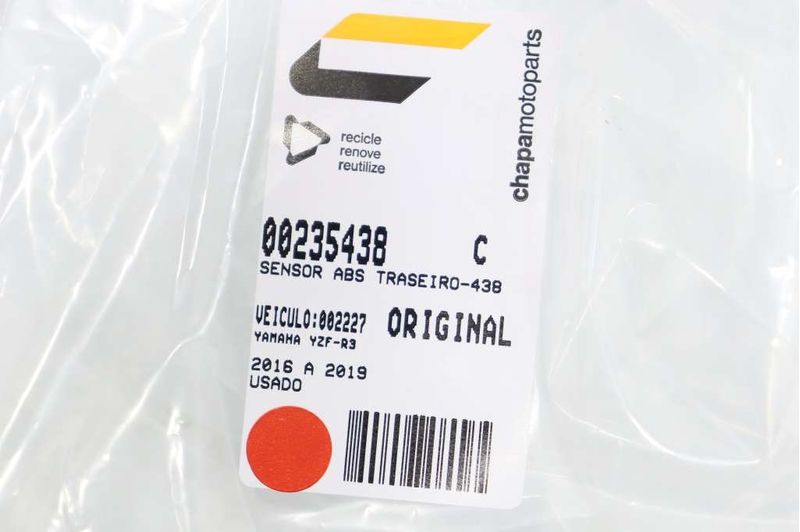 chapamotoparts
recicle
renove
reutilize
00235438 C
SENSOR ABS TRASEIRO-438
VEICULO:002227 ORIGINAL
YAMAHA YZF-R3
2016 A 2019
USADO